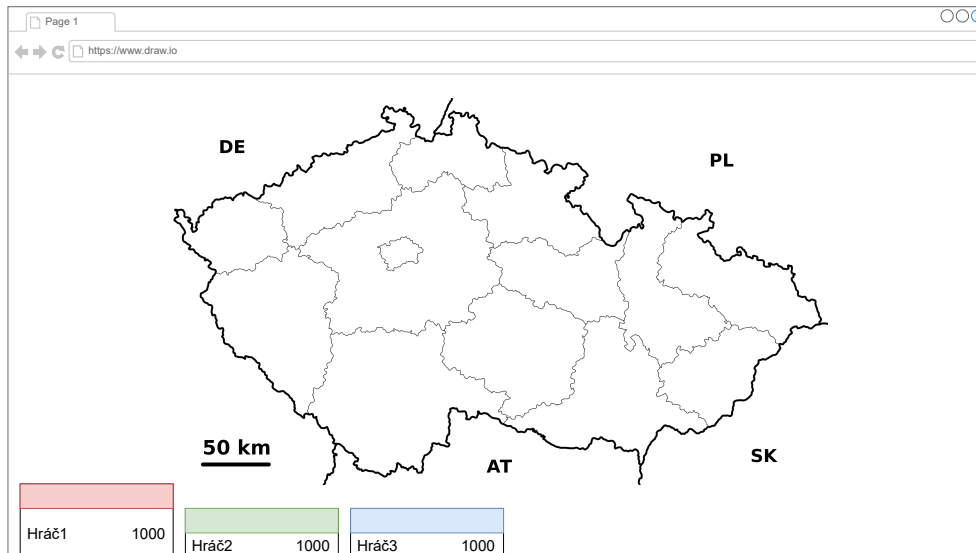 Page 1
https://www.draw.io
DE
PL
50 km
AT
SK
Hráč1 1000
Hráč2 1000
Hráč3 1000